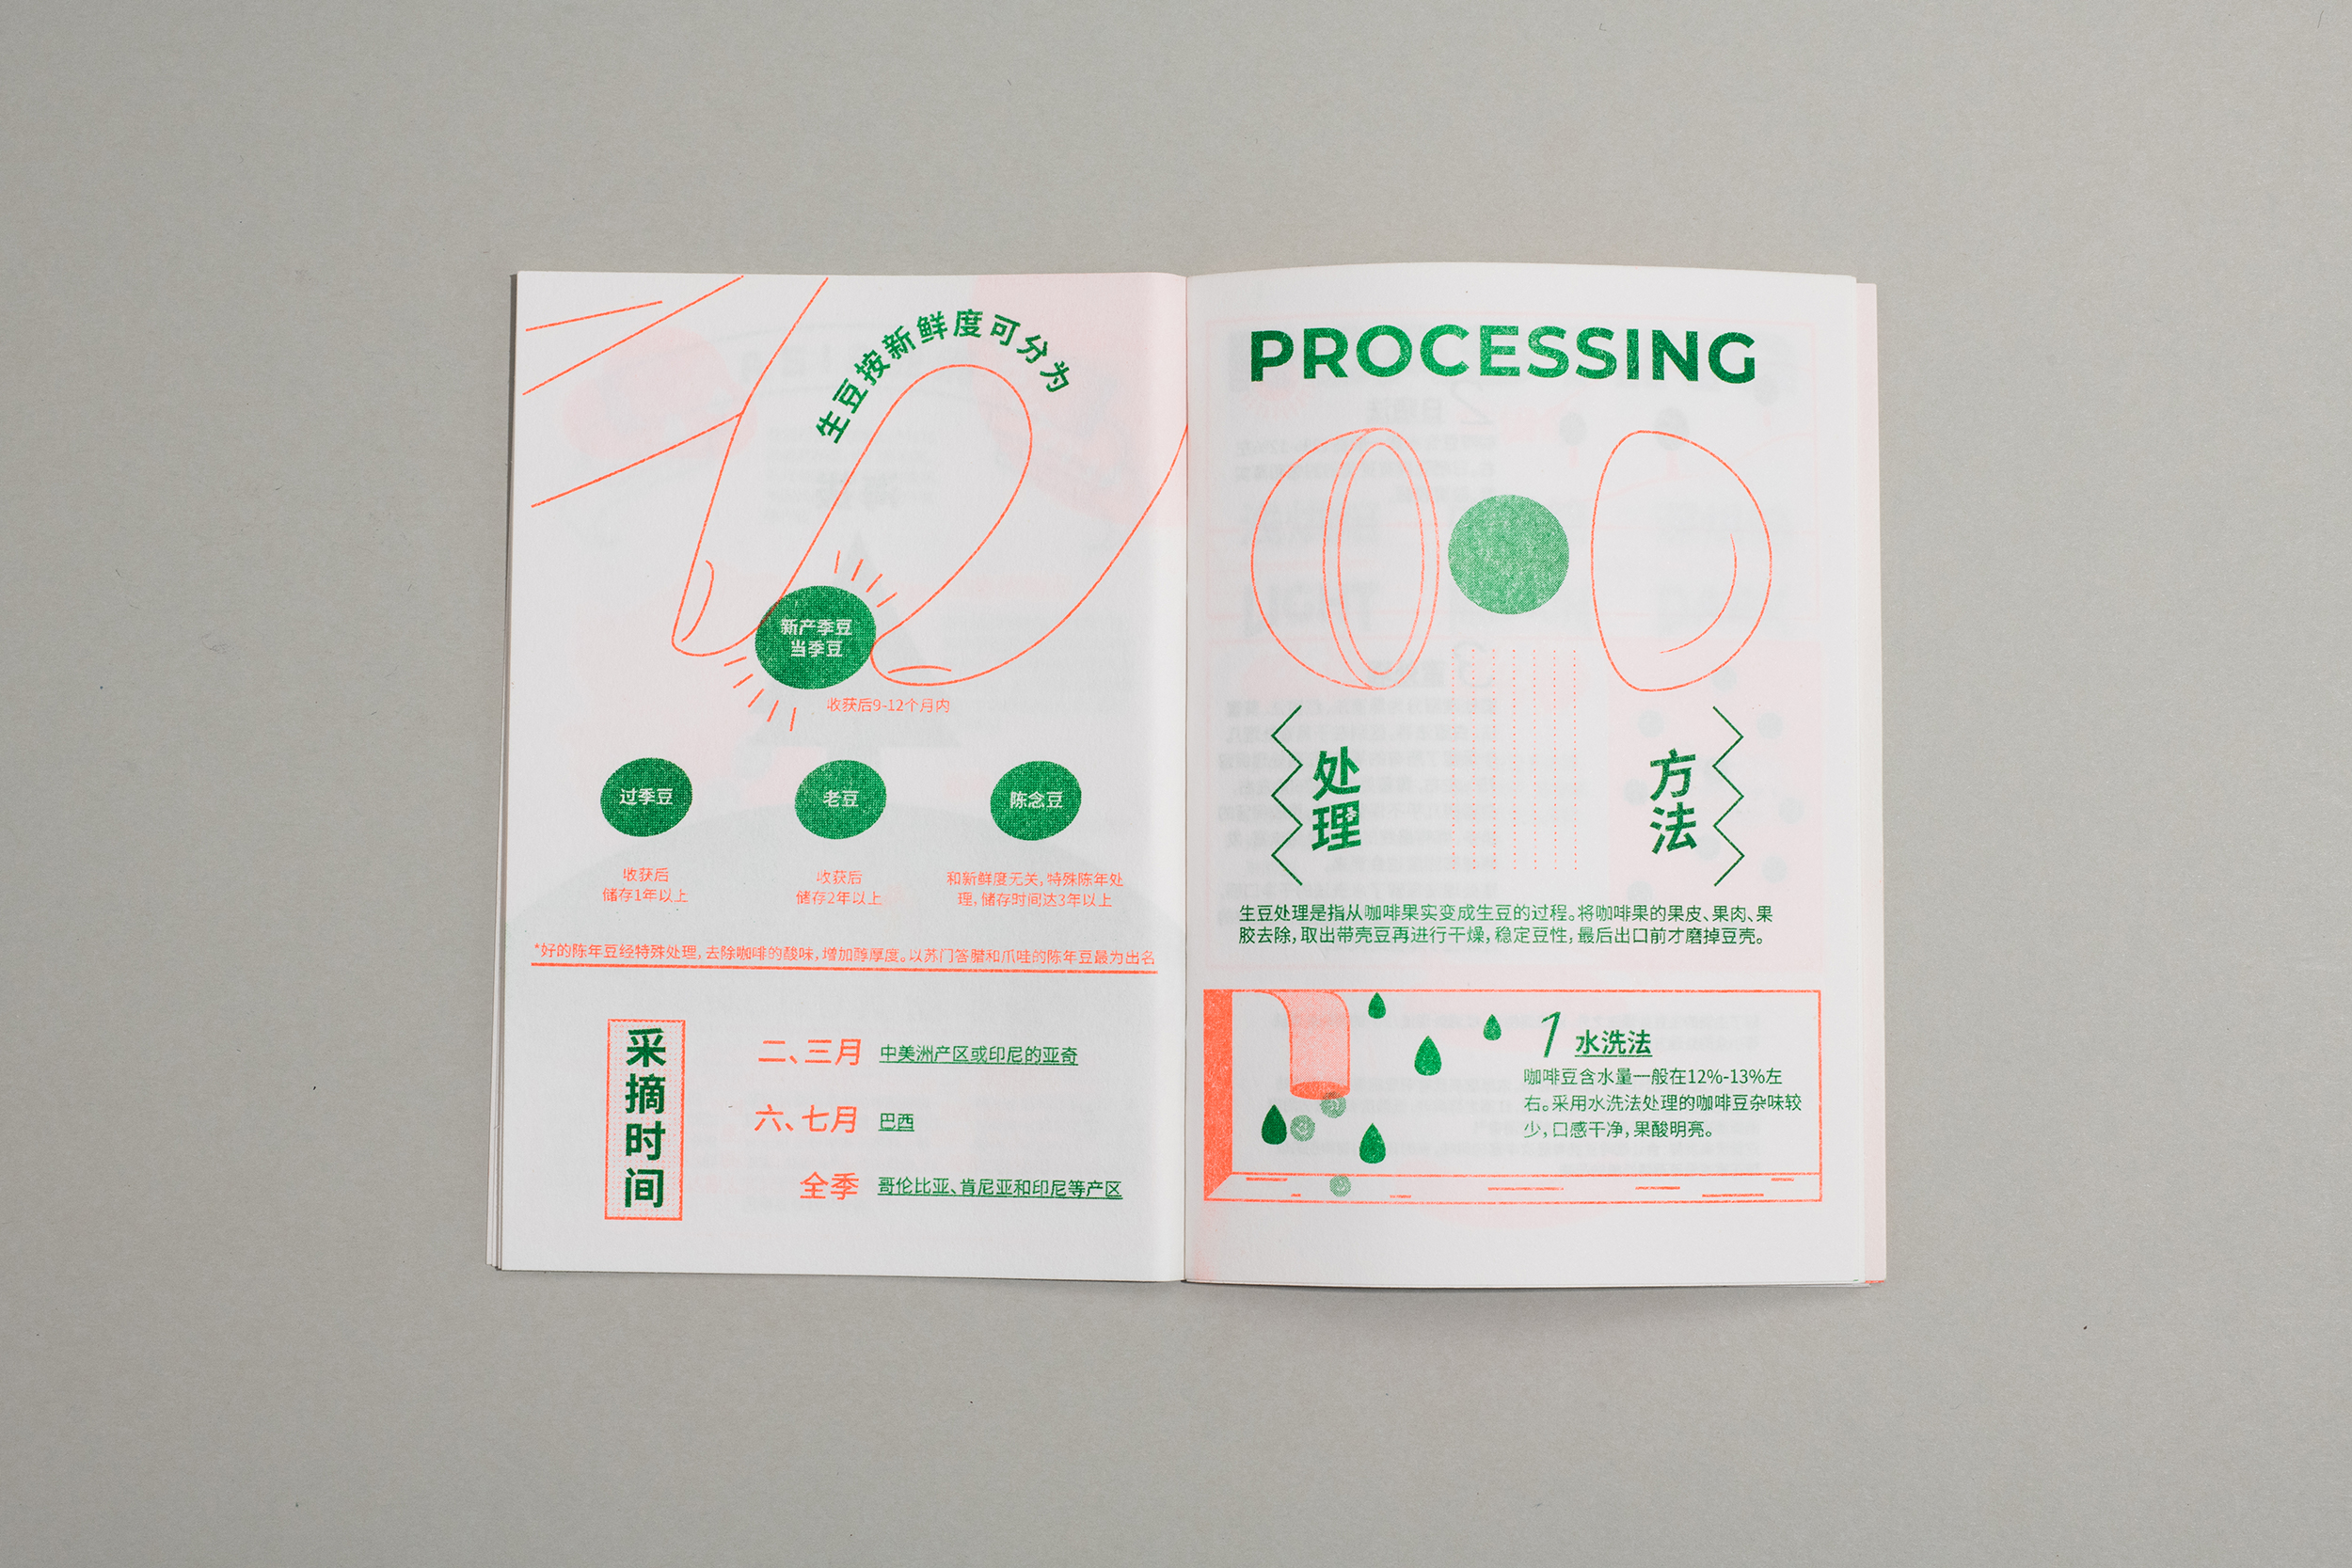 生豆按新鲜度可分为
新产季豆
当季豆
收获后9-12个月内
过季豆
收获后
储存1年以上
老豆
收获后
储存2年以上
陈念豆
和新鲜度无关，特殊陈年处
理，储存时间达3年以上
*好的陈年豆经特殊处理，去除咖啡的酸味，增加醇厚度。以苏门答腊和爪哇的陈年豆最为出名
采摘时间
二、三月 中美洲产区或印尼的亚奇
六、七月 巴西
全季 哥伦比亚、肯尼亚和印尼等产区
PROCESSING
处理
方法
生豆处理是指从咖啡果实变成生豆的过程。将咖啡果的果皮、果肉、果
胶去除，取出带壳豆再进行干燥，稳定豆性，最后出口前才磨掉豆壳。
1 水洗法
咖啡豆含水量一般在12%-13%左
右。采用水洗法处理的咖啡豆杂味较
少，口感干净，果酸明亮。